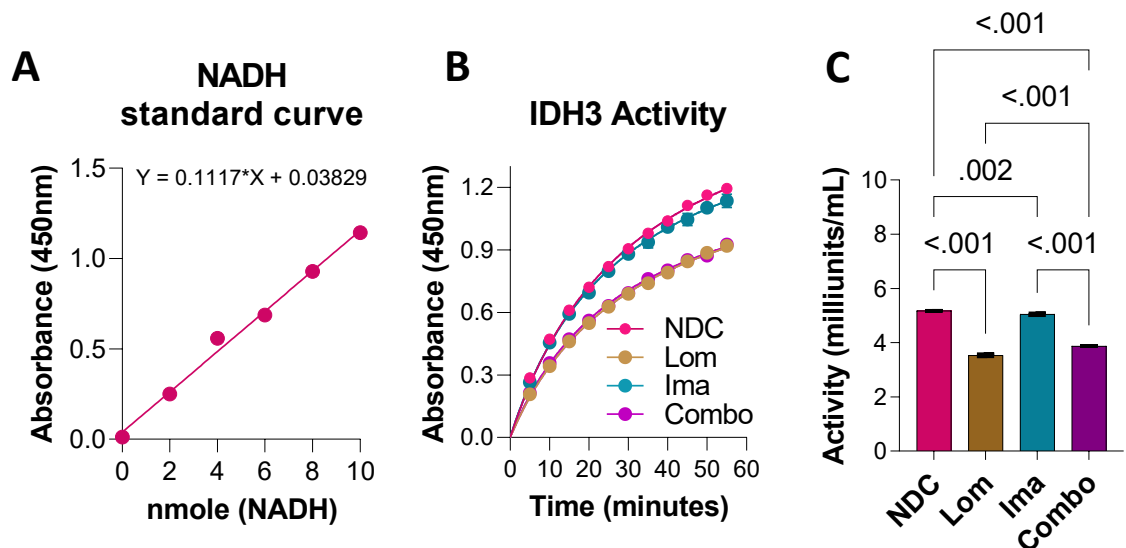 A
NADH
standard curve
Y = 0.1117*X + 0.03829
Absorbance (450nm)
1.5
1.0
0.5
0.0
0 2 4 6 8 10
nmole (NADH)
B
IDH3 Activity
Absorbance (450nm)
1.2
0.9
0.6
0.3
0.0
NDC
Lom
Ima
Combo
0 10 20 30 40 50 60
Time (minutes)
C
<.001
<.001
.002
<.001 <.001
Activity (milliunits/mL)
10
8
6
4
2
0
NDC
Lom
Ima
Combo